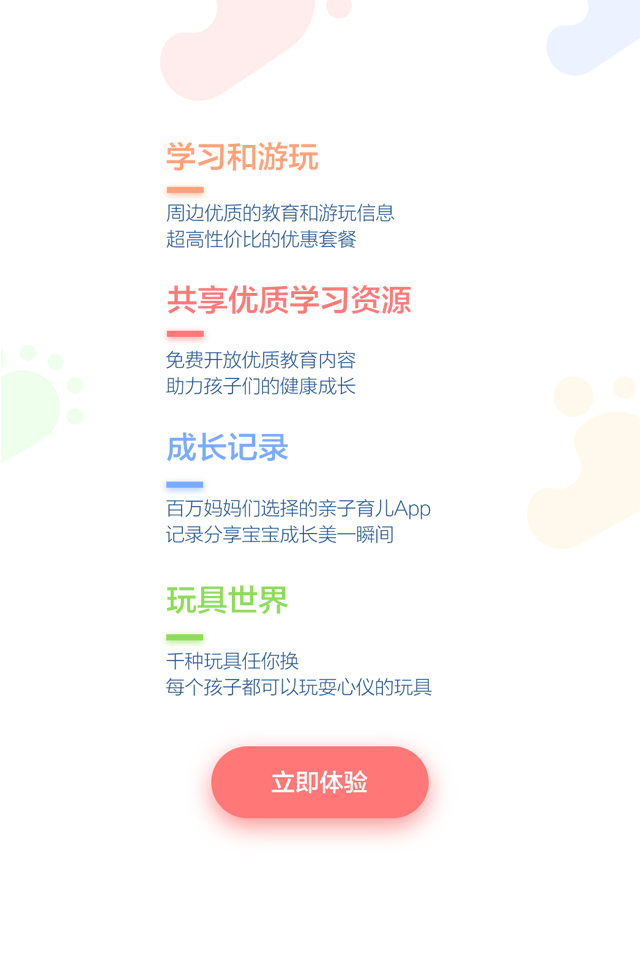 学习和游玩
周边优质的教育和游玩信息
超高性价比的优惠套餐
共享优质学习资源
免费开放优质教育内容
助力孩子们的健康成长
成长记录
百万妈妈们选择的亲子育儿App
记录分享宝宝成长美一瞬间
玩具世界
千种玩具任你换
每个孩子都可以玩耍心仪的玩具
立即体验